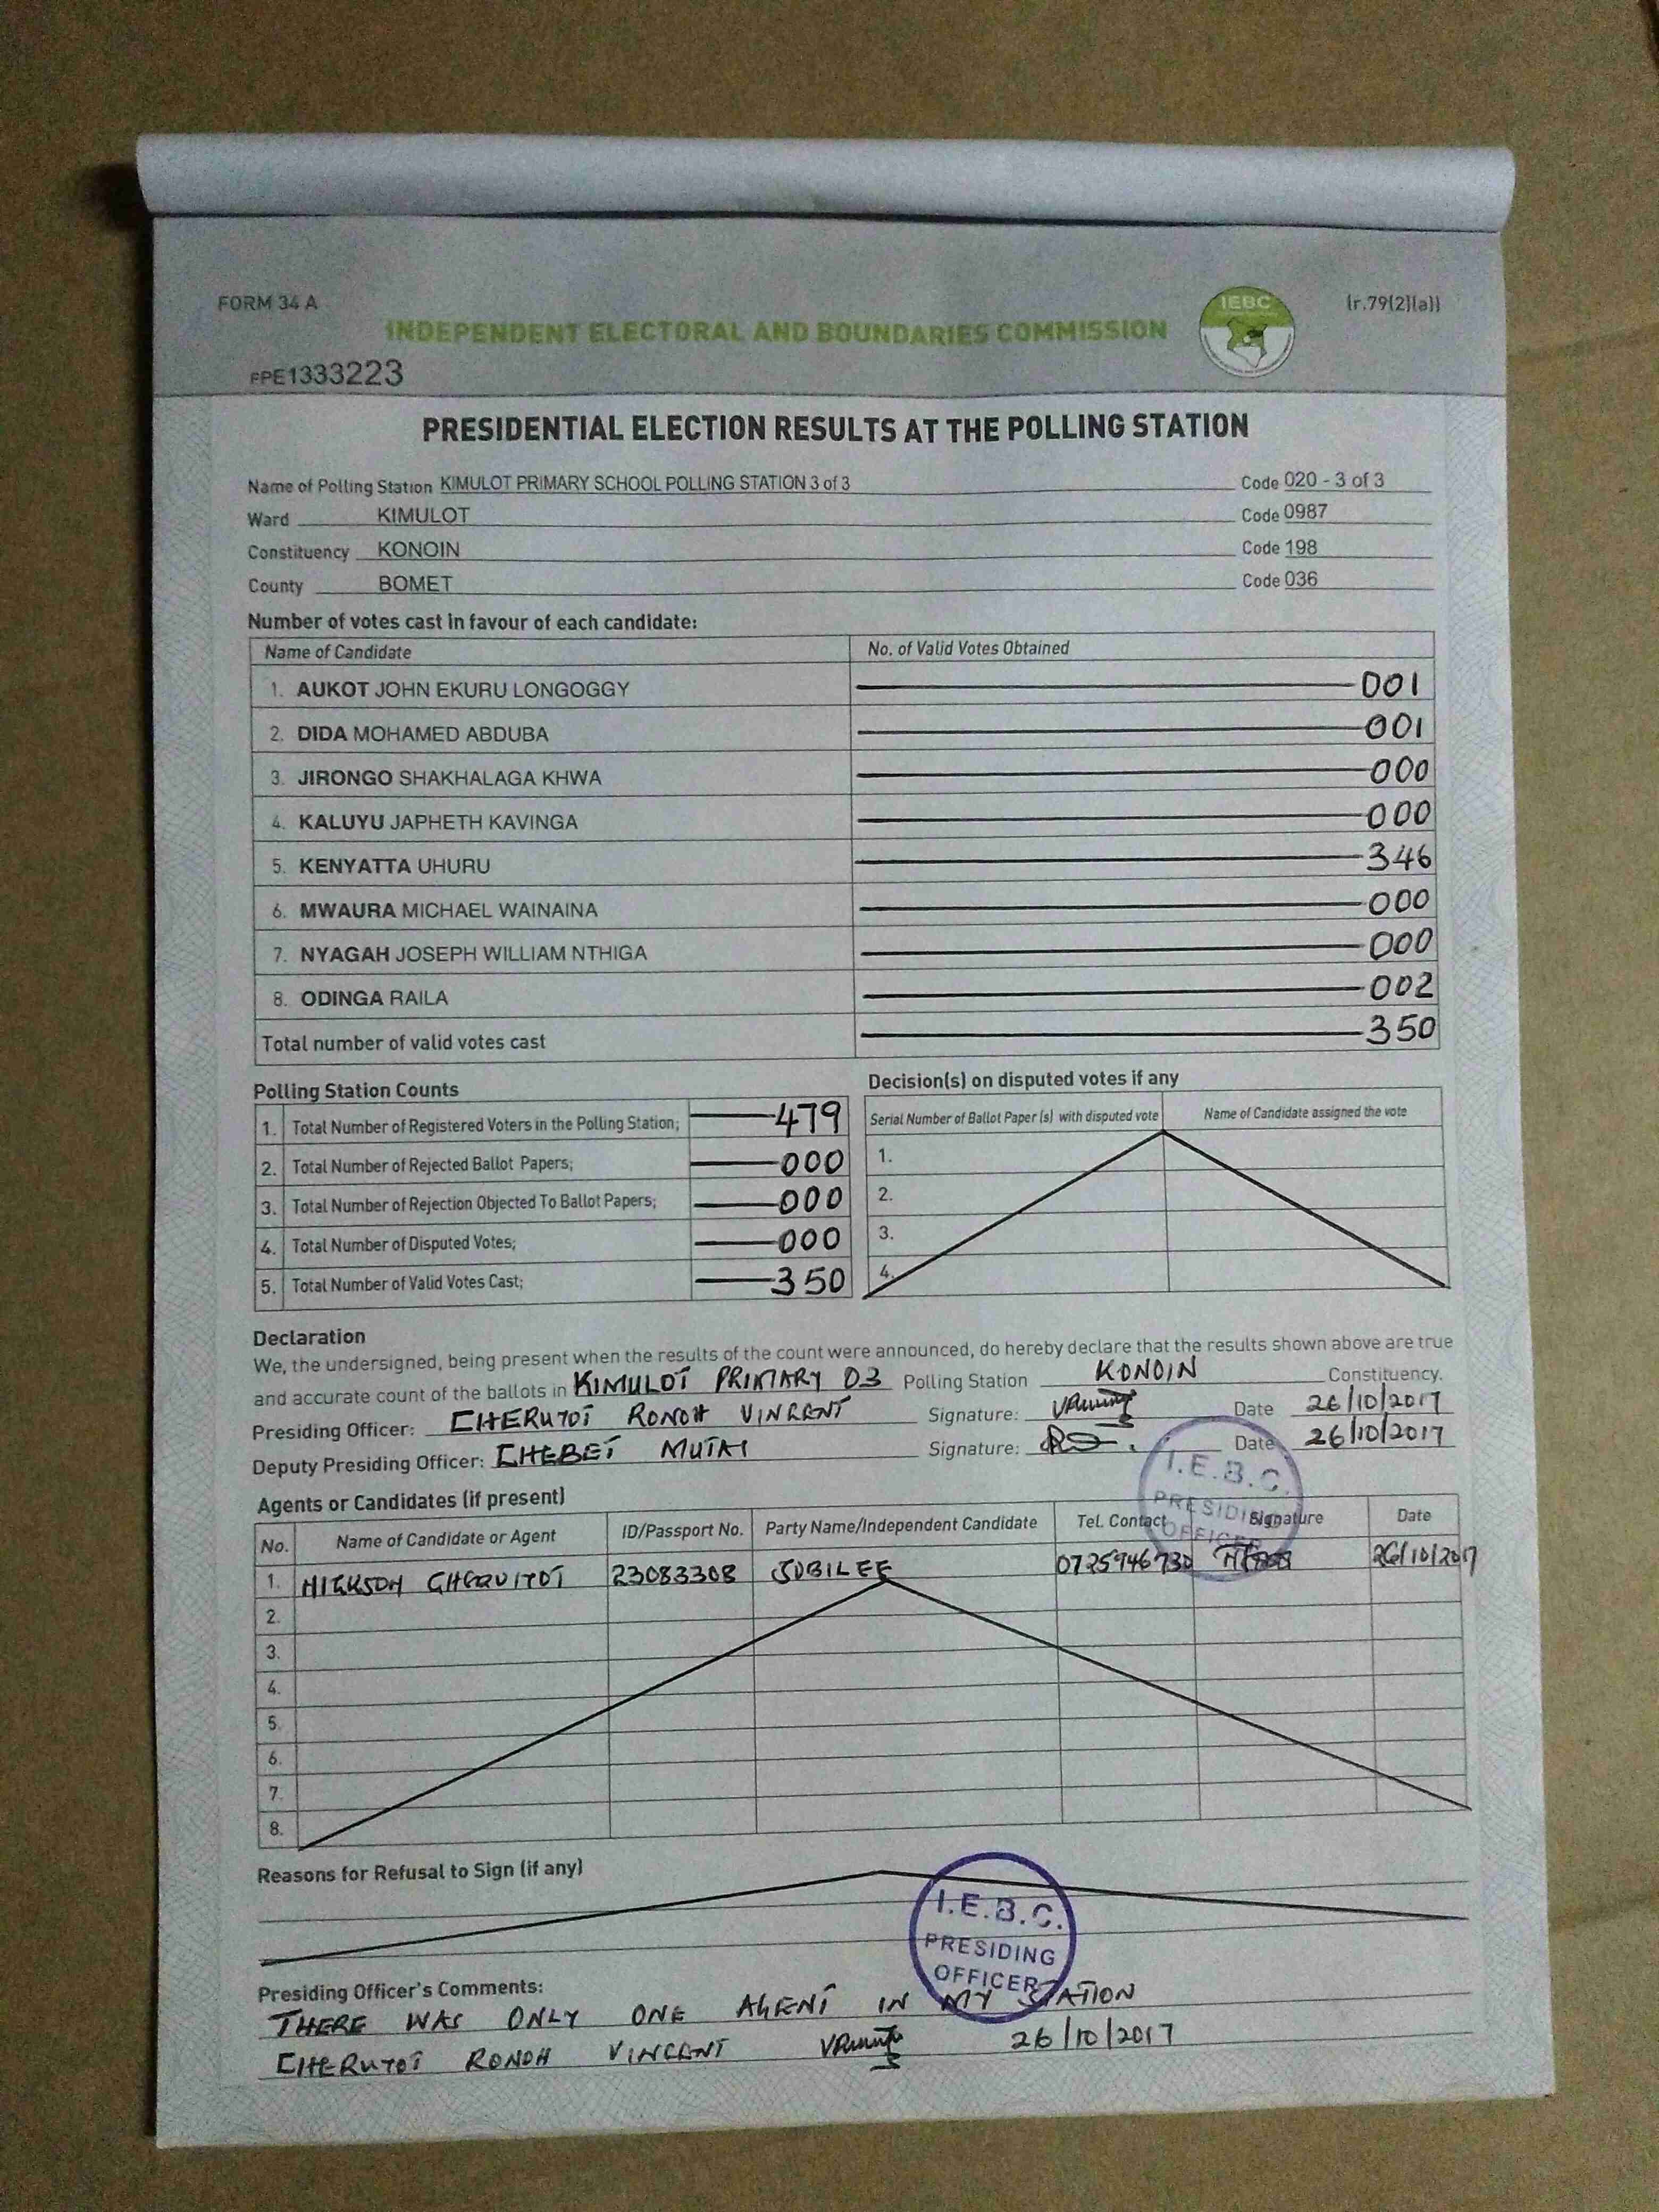 FORM 34 A
(r.79(2)(a))
INDEPENDENT ELECTORAL AND BOUNDARIES COMMISSION
IEBC
FPE1333223
PRESIDENTIAL ELECTION RESULTS AT THE POLLING STATION
Name of Polling Station KIMULOT PRIMARY SCHOOL POLLING STATION 3 of 3 Code 020 - 3 of 3
Ward KIMULOT Code 0987
Constituency KONOIN Code 198
County BOMET Code 036
Number of votes cast in favour of each candidate:
Name of Candidate No. of Valid Votes Obtained
1. AUKOT JOHN EKURU LONGOGGY 001
2. DIDA MOHAMED ABDUBA 001
3. JIRONGO SHAKHALAGA KHWA 000
4. KALUYU JAPHETH KAVINGA 000
5. KENYATTA UHURU 346
6. MWAURA MICHAEL WAINAINA 000
7. NYAGAH JOSEPH WILLIAM NTHIGA 000
8. ODINGA RAILA 002
Total number of valid votes cast 350
Polling Station Counts
1. Total Number of Registered Voters in the Polling Station; 479
2. Total Number of Rejected Ballot Papers; 000
3. Total Number of Rejection Objected To Ballot Papers; 000
4. Total Number of Disputed Votes; 000
5. Total Number of Valid Votes Cast; 350
Decision(s) on disputed votes if any
Serial Number of Ballot Paper (s) with disputed vote Name of Candidate assigned the vote
1.
2.
3.
4.
Declaration
We, the undersigned, being present when the results of the count were announced, do hereby declare that the results shown above are true
and accurate count of the ballots in KIMULOT PRIMARY 03 Polling Station KONOIN Constituency.
Presiding Officer: CHERUYOT RONOH VINCENT Signature: Date 26/10/2017
Deputy Presiding Officer: CHEBET MUTAI Signature: Date 26/10/2017
I.E.B.C.
PRESIDING
OFFICER
Agents or Candidates (if present)
No. Name of Candidate or Agent ID/Passport No. Party Name/Independent Candidate Tel. Contact Signature Date
1. 23083308 JUBILEE 0725946730 26/10/2017
2.
3.
4.
5.
6.
7.
8.
Reasons for Refusal to Sign (if any)
I.E.B.C.
PRESIDING
OFFICER
Presiding Officer's Comments:
THERE WAS ONLY ONE AGENT IN MY STATION
CHERUYOT RONOH VINCENT 26/10/2017